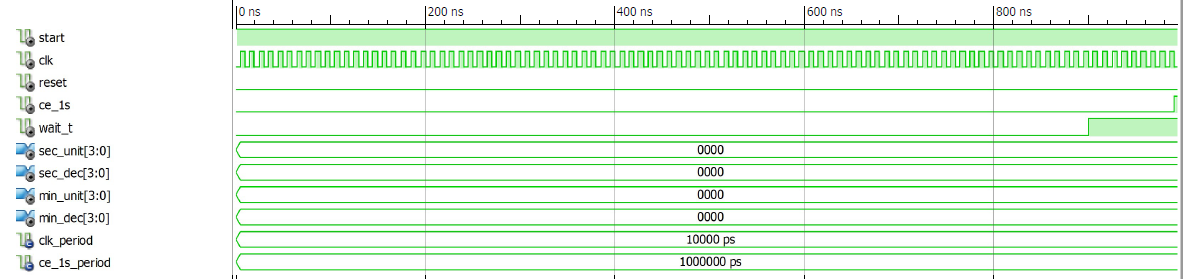 0 ns 200 ns 400 ns 600 ns 800 ns
start
clk
reset
ce_1s
wait_t
sec_unit[3:0] 0000
sec_dec[3:0] 0000
min_unit[3:0] 0000
min_dec[3:0] 0000
clk_period 10000 ps
ce_1s_period 1000000 ps